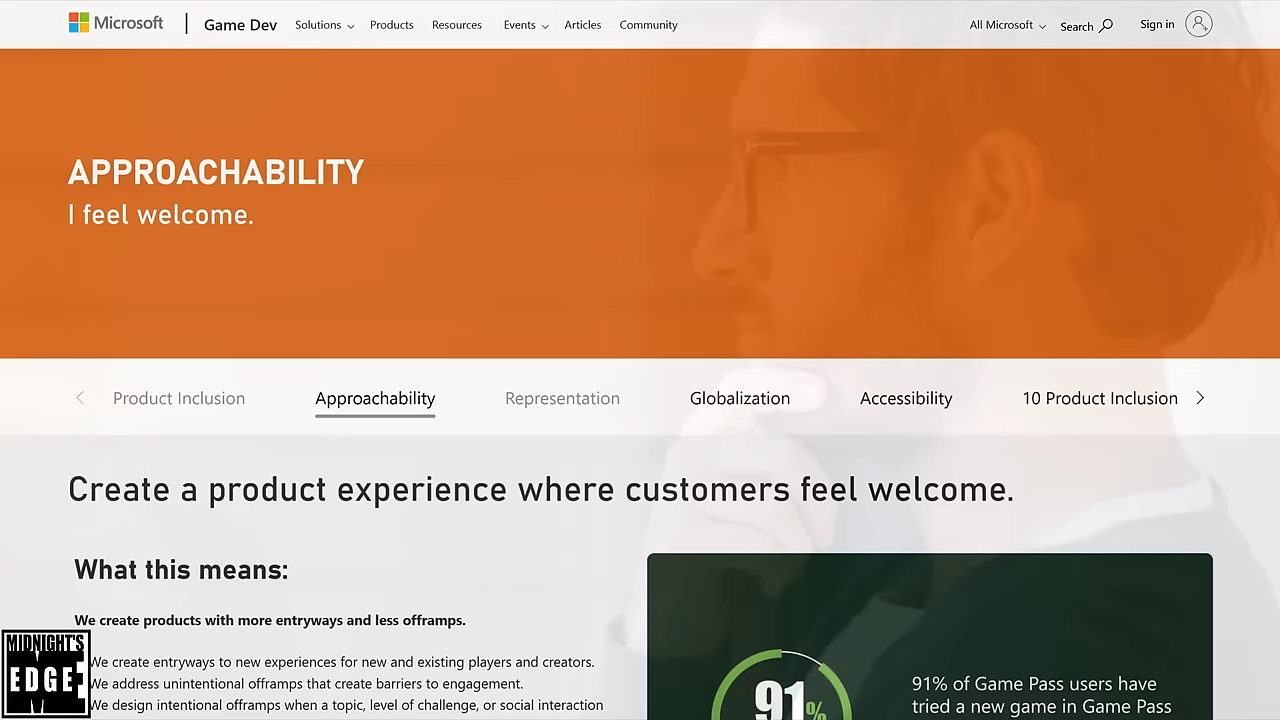 Microsoft | Game Dev Solutions Products Resources Events Articles Community All Microsoft Search Sign in
APPROACHABILITY
I feel welcome.
Product Inclusion Approachability Representation Globalization Accessibility 10 Product Inclusion
Create a product experience where customers feel welcome.
What this means:
We create products with more entryways and less offramps.
We create entryways to new experiences for new and existing players and creators.
We address unintentional offramps that create barriers to engagement.
We design intentional offramps when a topic, level of challenge, or social interaction
91%
91% of Game Pass users have
tried a new game in Game Pass
MIDNIGHT'S
EDGE